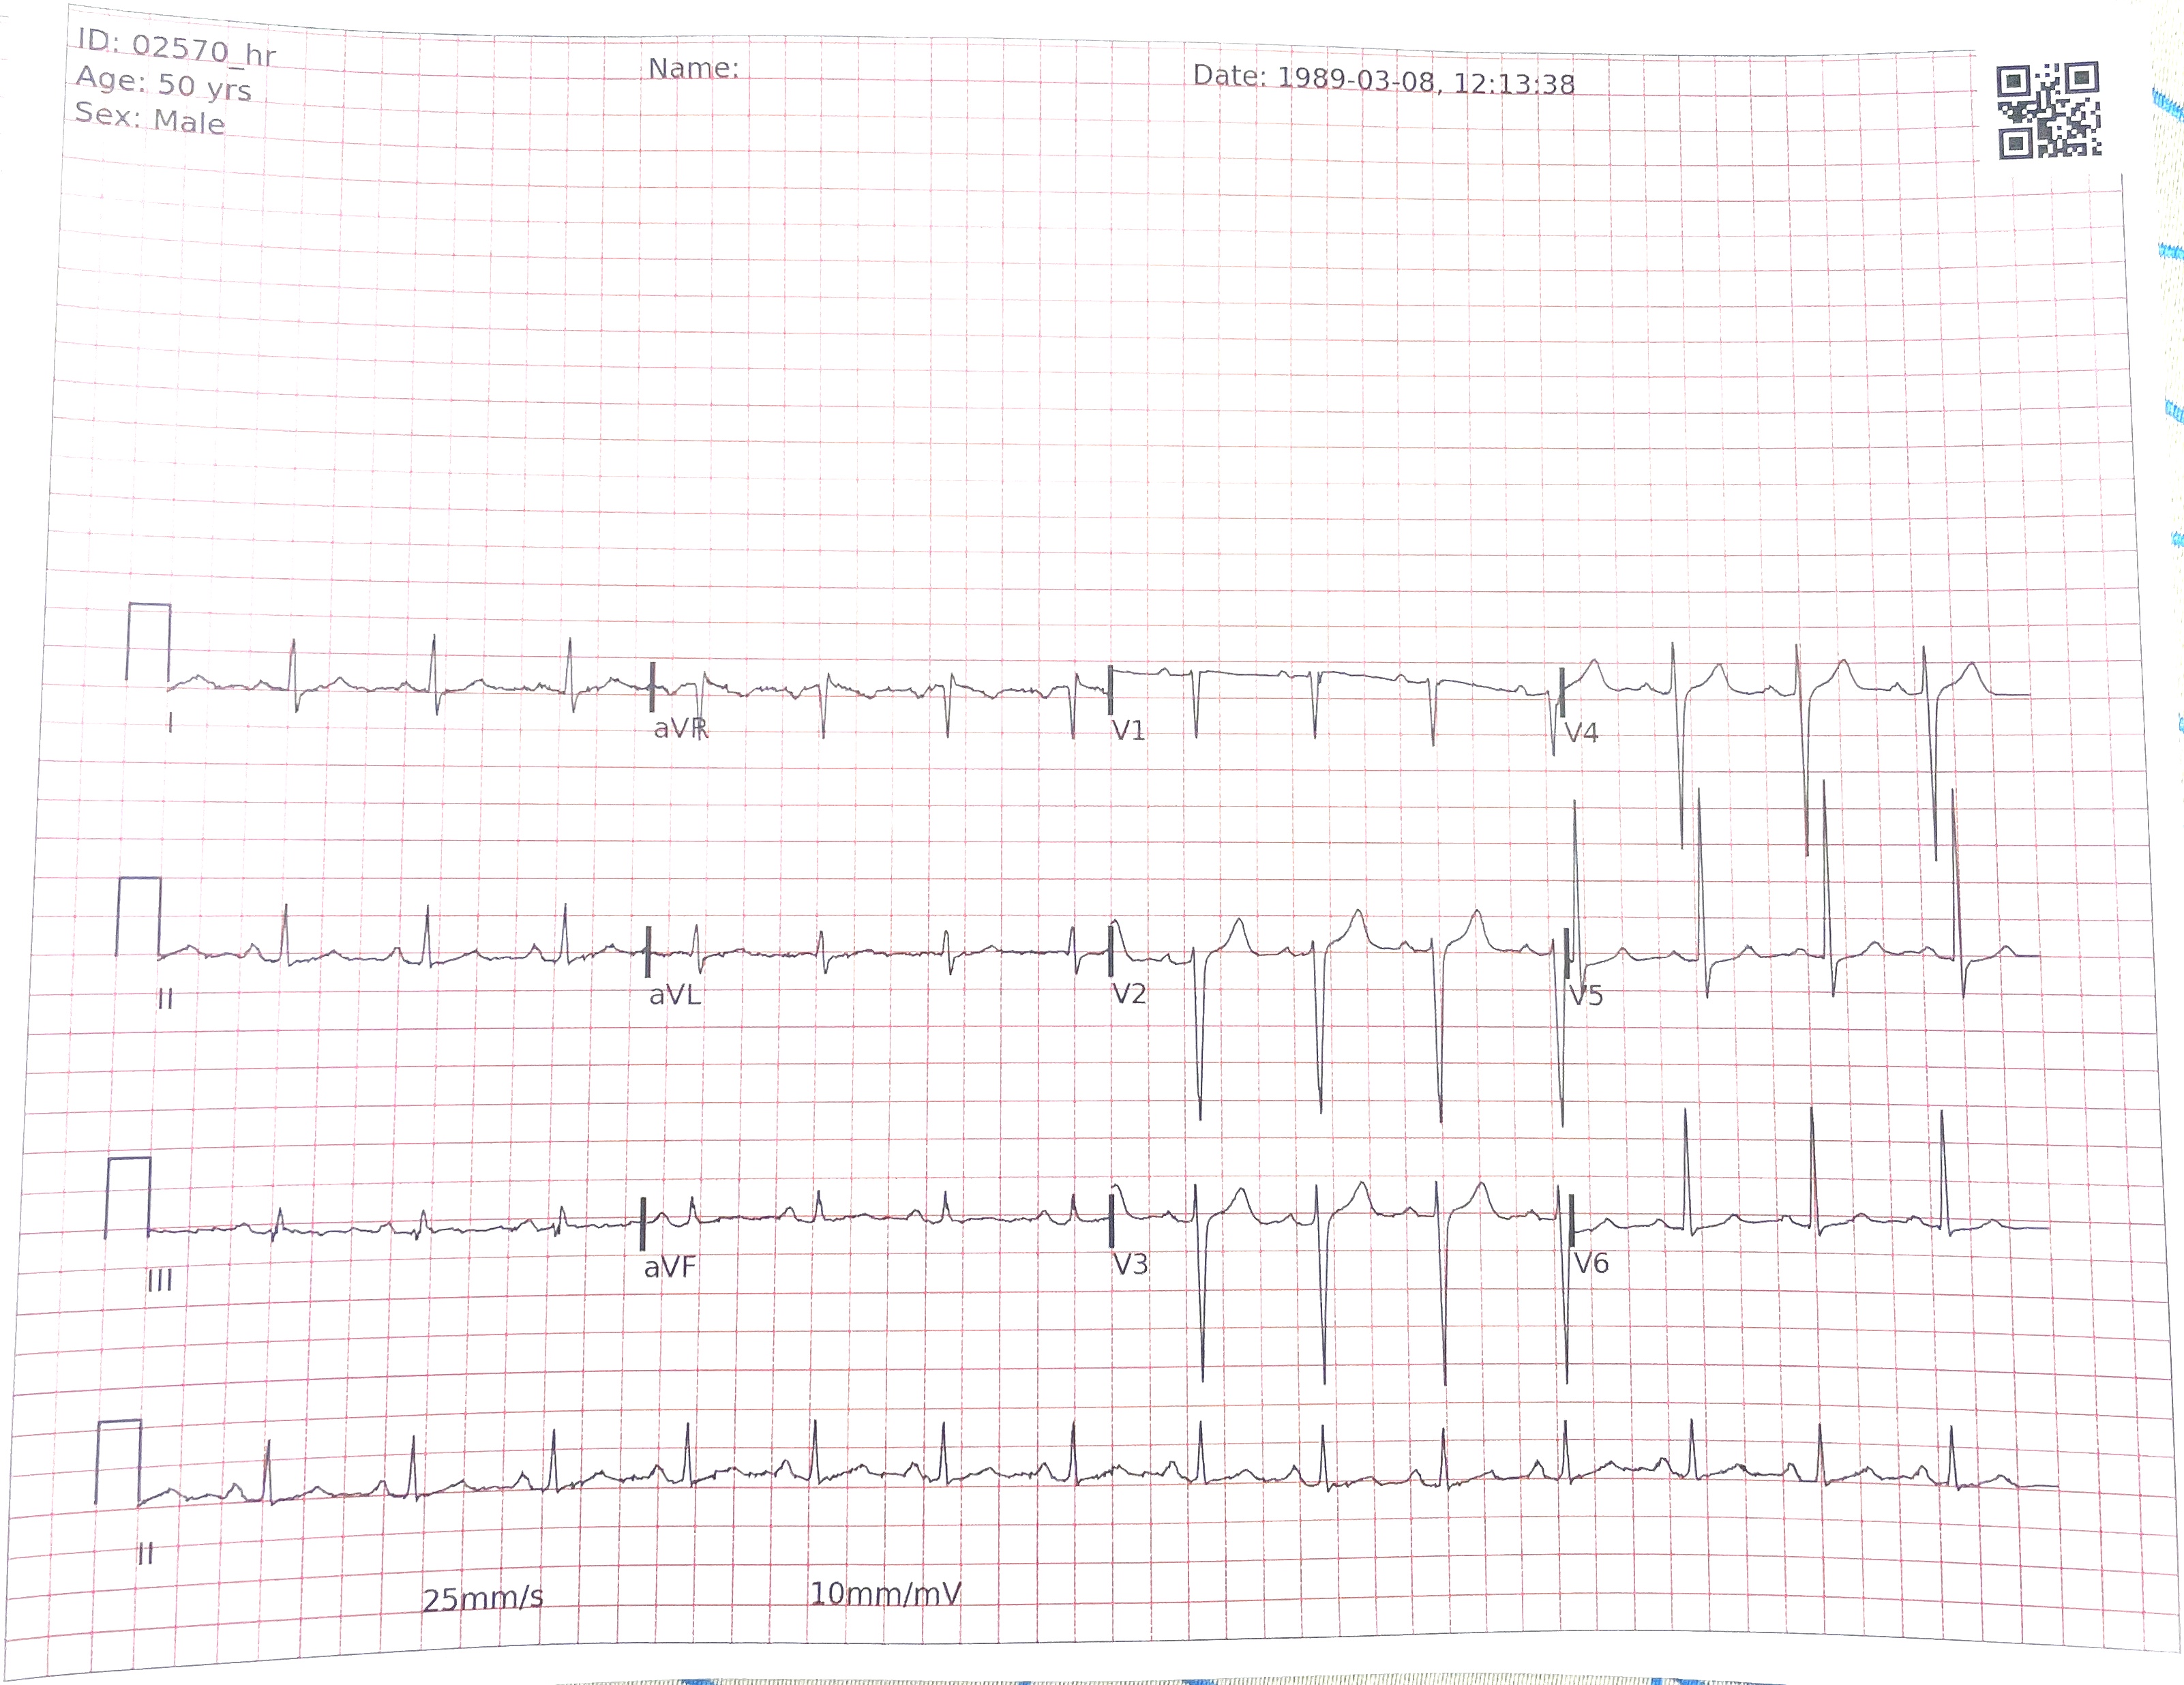 ID: 02570_hr
Age: 50 yrs
Sex: Male
Name:
Date: 1989-03-08, 12:13:38
I
aVR
V1
V4
II
aVL
V2
V5
III
aVF
V3
V6
II
25mm/s
10mm/mV